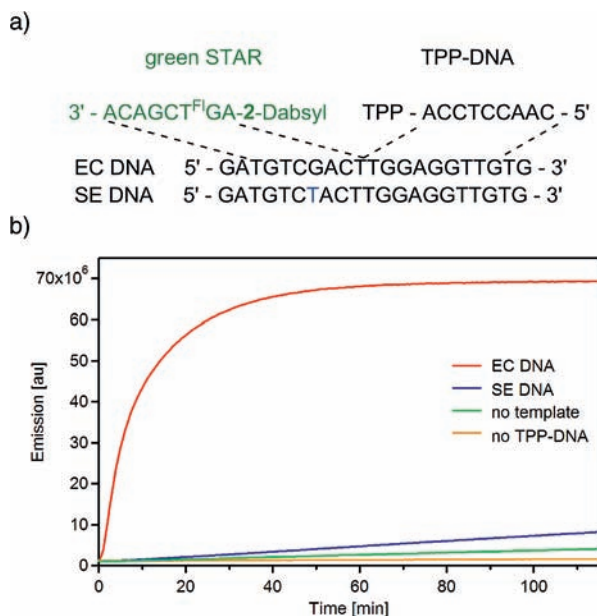 a)
green STAR TPP-DNA
3' - ACAGCT^Fl GA-2-Dabsyl TPP - ACCTCCAAC - 5'
EC DNA 5' - GATGTCGACTTGGAGGTTGTG - 3'
SE DNA 5' - GATGTCTACTTGGAGGTTGTG - 3'
b)
70x10⁶
60
50
40
30
20
10
0
Emission [au]
EC DNA
SE DNA
no template
no TPP-DNA
0 20 40 60 80 100
Time [min]